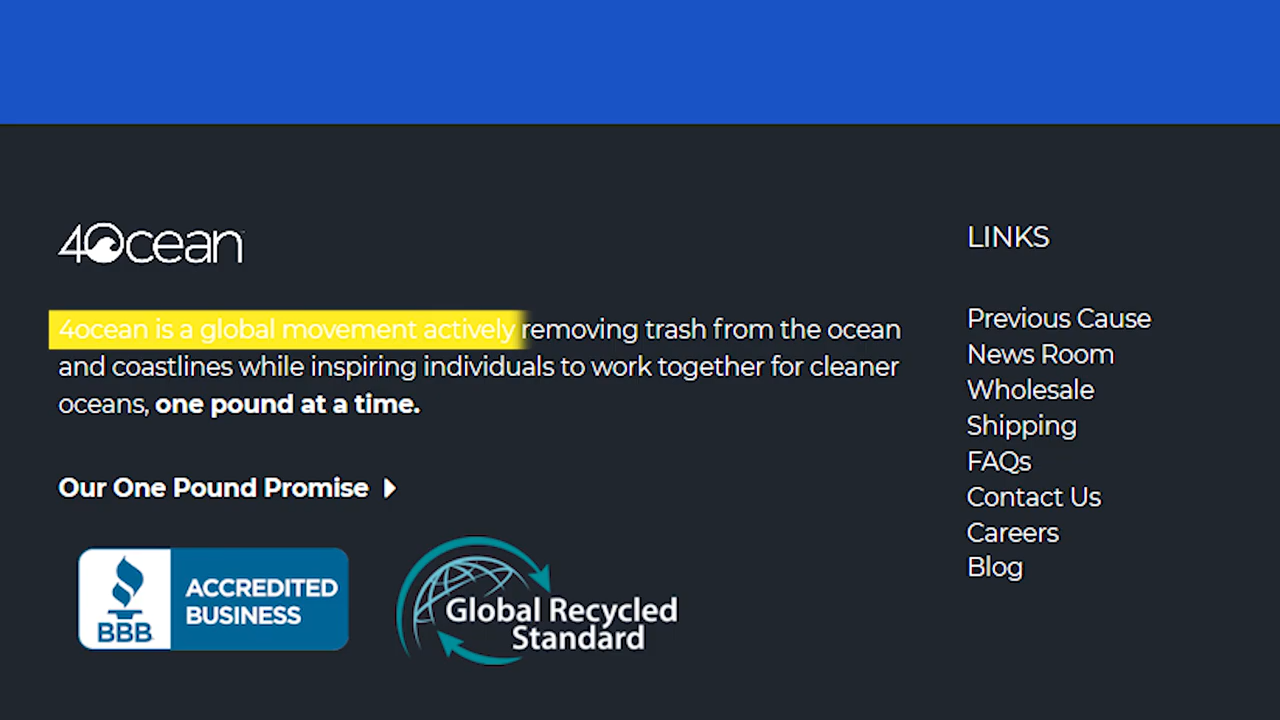 4Ocean
4ocean is a global movement actively removing trash from the ocean
and coastlines while inspiring individuals to work together for cleaner
oceans, one pound at a time.
Our One Pound Promise
BBB
ACCREDITED
BUSINESS
Global Recycled
Standard
LINKS
Previous Cause
News Room
Wholesale
Shipping
FAQs
Contact Us
Careers
Blog